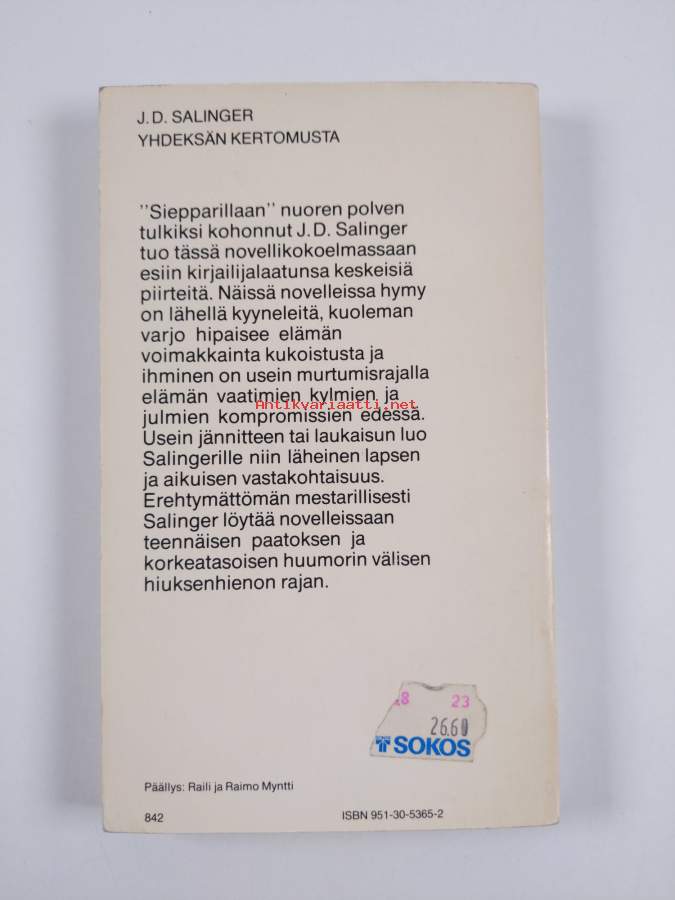 J.D. SALINGER
YHDEKSÄN KERTOMUSTA
"Siepparillaan" nuoren polven
tulkiksi kohonnut J.D. Salinger
tuo tässä novellikokoelmassaan
esiin kirjailijalaatunsa keskeisiä
piirteitä. Näissä novelleissa hymy
on lähellä kyyneleitä, kuoleman
varjo hipaisee elämän
voimakkainta kukoistusta ja
ihminen on usein murtumisrajalla
elämän vaatimien kylmien ja
Antikvariaatti.net
julmien kompromissien edessä.
Usein jännitteen tai laukaisun luo
Salingerille niin läheinen lapsen
ja aikuisen vastakohtaisuus.
Erehtymättömän mestarillisesti
Salinger löytää novelleissaan
teennäisen paatoksen ja
korkeatasoisen huumorin välisen
hiuksenhienon rajan.
8 23
26.60
SOKOS
Päällys: Raili ja Raimo Myntti
842 ISBN 951-30-5365-2